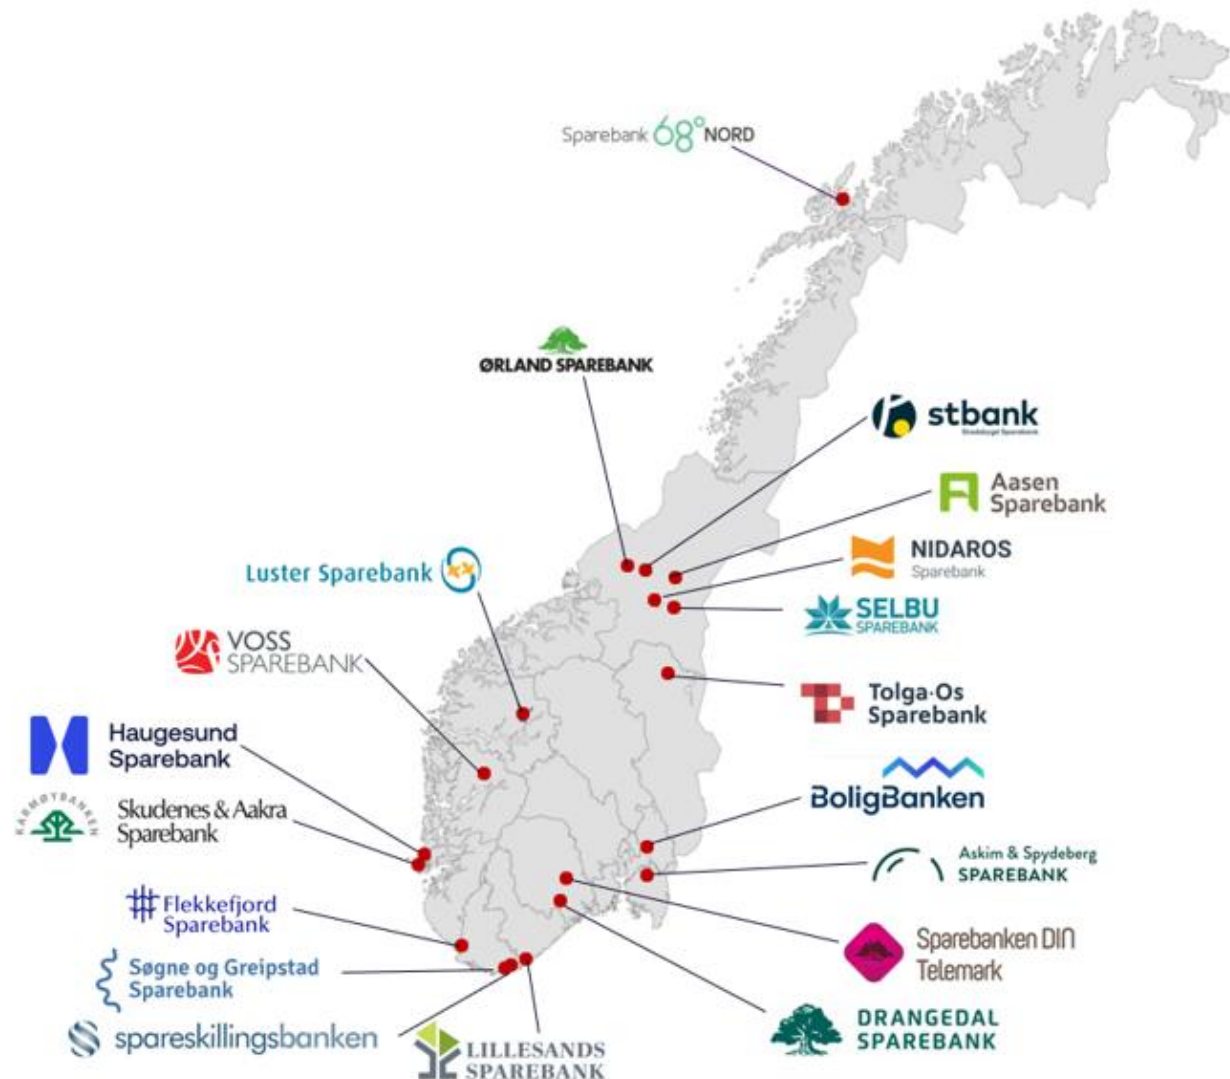 Sparebank 68° NORD
ØRLAND SPAREBANK
stbank
Stadsbygd Sparebank
Aasen
Sparebank
NIDAROS
Sparebank
SELBU
SPAREBANK
Luster Sparebank
VOSS
SPAREBANK
Tolga-Os
Sparebank
Haugesund
Sparebank
BoligBanken
KARMØYBANKEN
Skudenes & Aakra
Sparebank
Askim & Spydeberg
SPAREBANK
Flekkefjord
Sparebank
Sparebanken DIN
Telemark
Søgne og Greipstad
Sparebank
spareskillingsbanken
LILLESANDS
SPAREBANK
DRANGEDAL
SPAREBANK